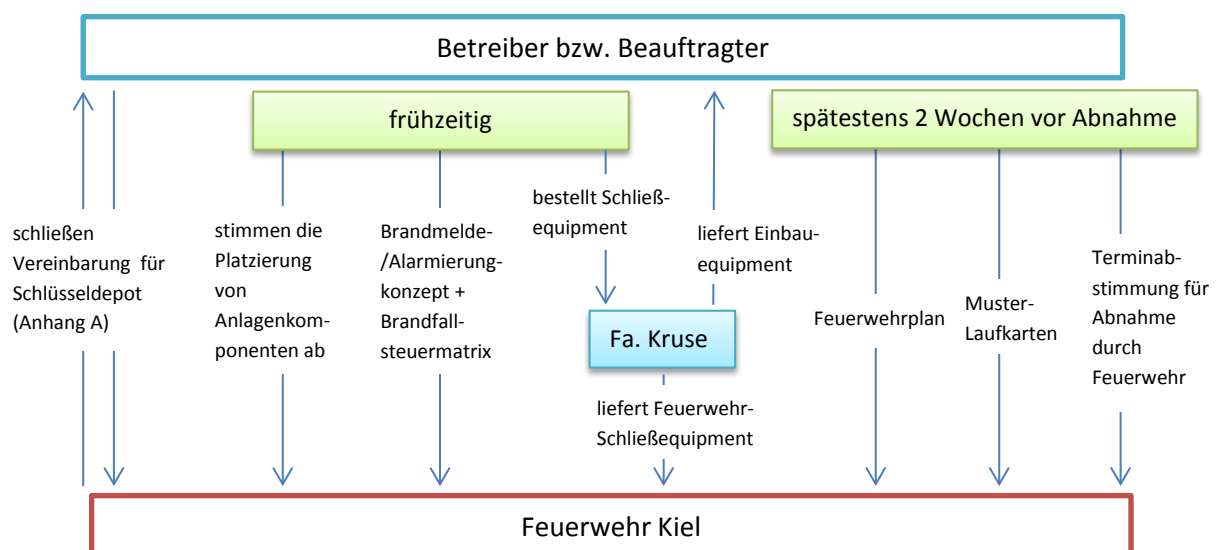 Betreiber bzw. Beauftragter
frühzeitig
spätestens 2 Wochen vor Abnahme
schließen
Vereinbarung für
Schlüsseldepot
(Anhang A)
stimmen die
Platzierung
von
Anlagenkom-
ponenten ab
Brandmelde-
/Alarmierung-
konzept +
Brandfall-
steuermatrix
bestellt Schließ-
equipment
liefert Einbau-
equipment
Fa. Kruse
liefert Feuerwehr-
Schließequipment
Feuerwehrplan
Muster-
Laufkarten
Terminab-
stimmung für
Abnahme
durch
Feuerwehr
Feuerwehr Kiel